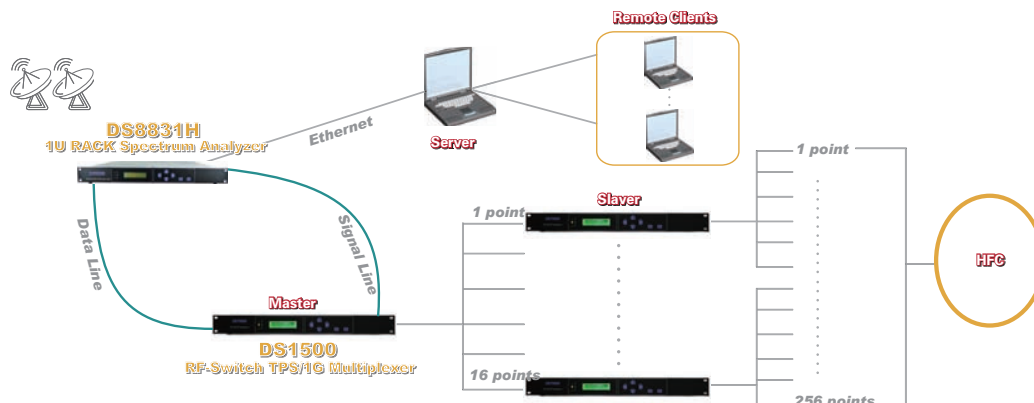 Remote Clients
DS8831H
1U RACK Spectrum Analyzer
Ethernet
Server
1 point
Slaver
1 point
Data Line
Signal Line
HFC
Master
DS1500
RF-Switch TPS/1G Multiplexer
16 points
256 points